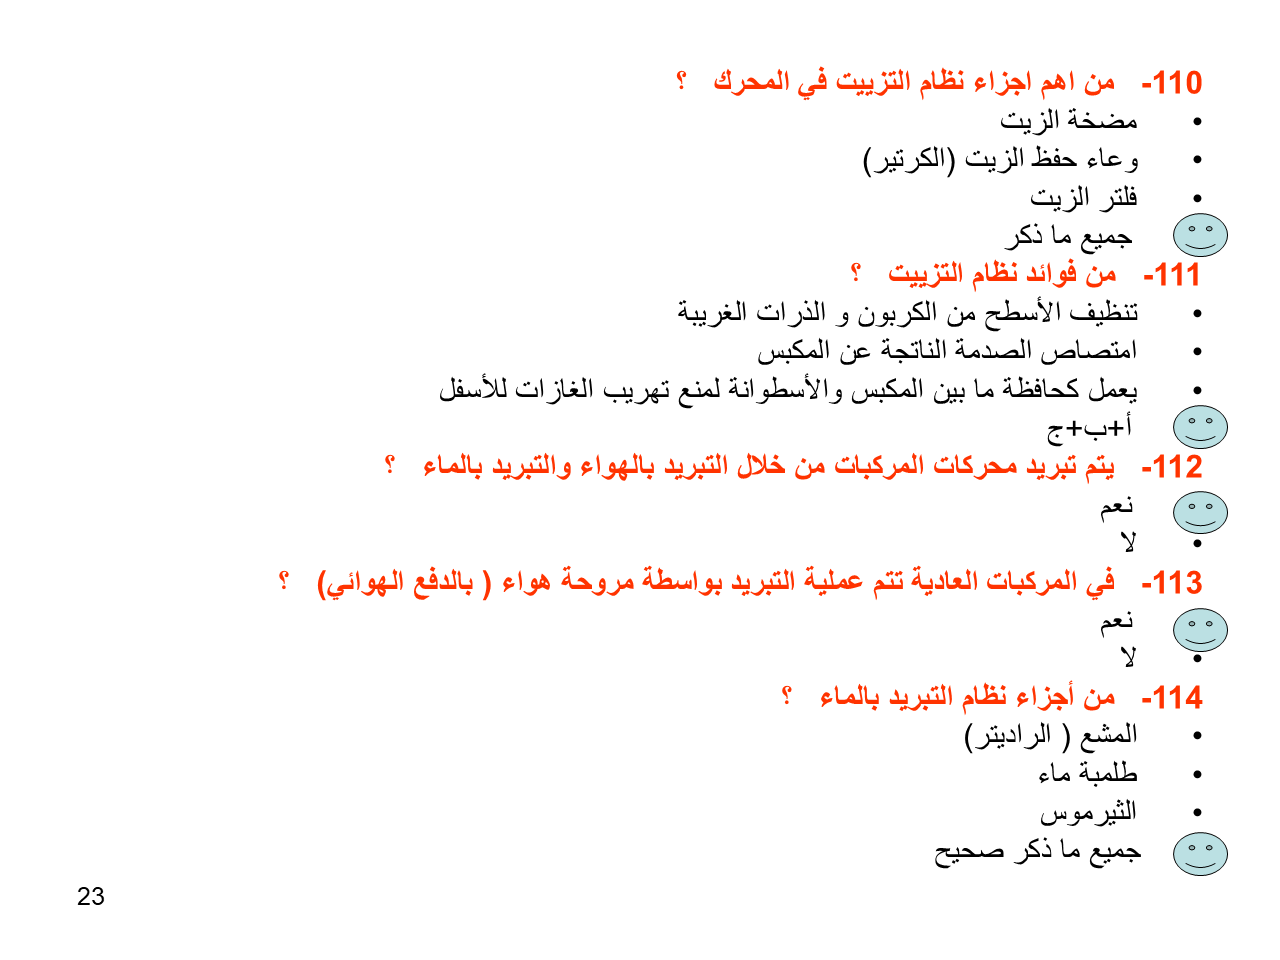 110- من اهم اجزاء نظام التزييت في المحرك ؟
• مضخة الزيت
• وعاء حفظ الزيت (الكرتير)
• فلتر الزيت
جميع ما ذكر
111- من فوائد نظام التزييت ؟
• تنظيف الأسطح من الكربون و الذرات الغريبة
• امتصاص الصدمة الناتجة عن المكبس
• يعمل كحافظة ما بين المكبس والأسطوانة لمنع تهريب الغازات للأسفل
أ+ب+ج
112- يتم تبريد محركات المركبات من خلال التبريد بالهواء والتبريد بالماء ؟
نعم
• لا
113- في المركبات العادية تتم عملية التبريد بواسطة مروحة هواء ( بالدفع الهوائي) ؟
نعم
• لا
114- من أجزاء نظام التبريد بالماء ؟
• المشع ( الراديتر)
• طلمبة ماء
• الثيرموس
جميع ما ذكر صحيح
23